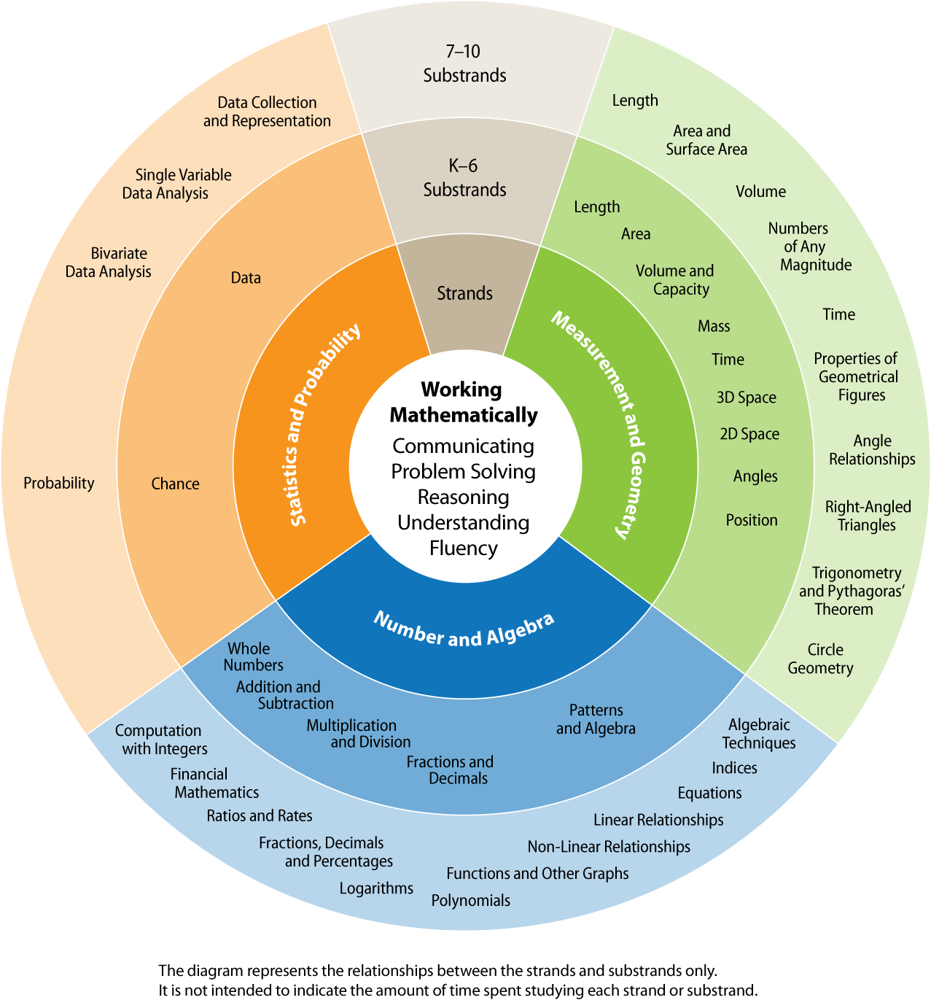 7–10
Substrands
K–6
Substrands
Strands
Data Collection
and Representation
Single Variable
Data Analysis
Bivariate
Data Analysis
Probability
Data
Chance
Statistics and Probability
Working
Mathematically
Communicating
Problem Solving
Reasoning
Understanding
Fluency
Measurement and Geometry
Length
Area
Volume and
Capacity
Mass
Time
3D Space
2D Space
Angles
Position
Length
Area and
Surface Area
Volume
Numbers
of Any
Magnitude
Time
Properties of
Geometrical
Figures
Angle
Relationships
Right-Angled
Triangles
Trigonometry
and Pythagoras’
Theorem
Circle
Geometry
Number and Algebra
Whole
Numbers
Addition and
Subtraction
Multiplication
and Division
Fractions and
Decimals
Patterns
and Algebra
Computation
with Integers
Financial
Mathematics
Ratios and Rates
Fractions, Decimals
and Percentages
Logarithms
Polynomials
Functions and Other Graphs
Non-Linear Relationships
Linear Relationships
Equations
Indices
Algebraic
Techniques
The diagram represents the relationships between the strands and substrands only.
It is not intended to indicate the amount of time spent studying each strand or substrand.